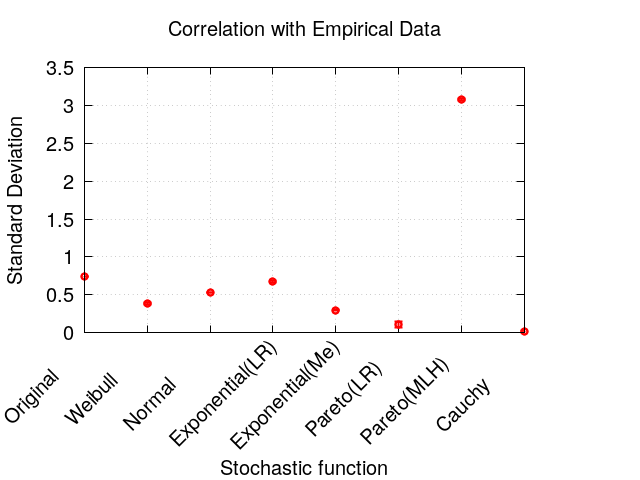 Correlation with Empirical Data
3.5
3
2.5
2
1.5
1
0.5
0
Standard Deviation
Original
Weibull
Normal
Exponential(LR)
Exponential(Me)
Pareto(LR)
Pareto(MLH)
Cauchy
Stochastic function